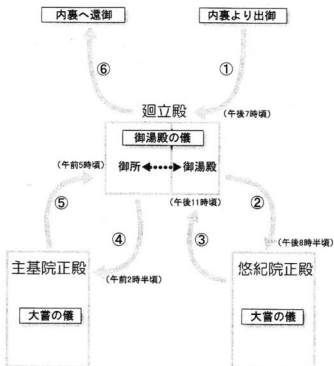 内裏へ還御
内裏より出御
⑥
①
廻立殿
(午後7時頃)
御湯殿の儀
(午前5時頃)
御所
御湯殿
(午後11時頃)
⑤
④
③
②
主基院正殿
(午前2時半頃)
悠紀院正殿
(午後8時半頃)
大嘗の儀
大嘗の儀